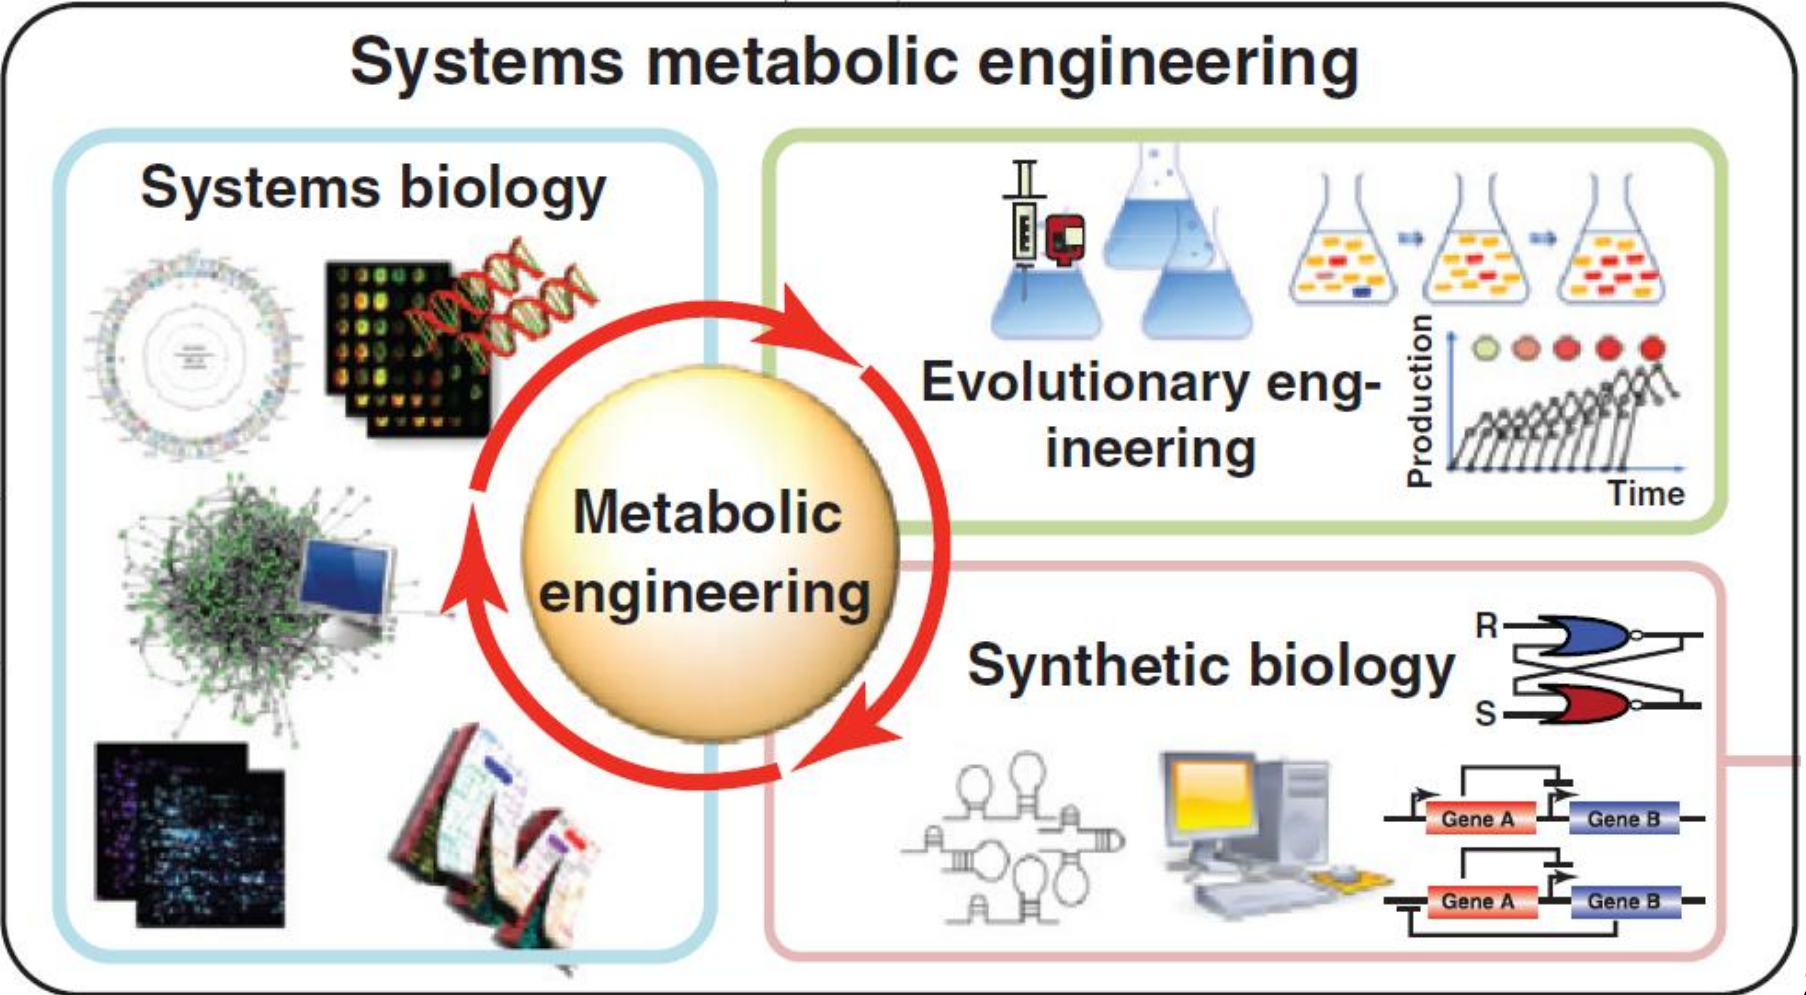 Systems metabolic engineering
Systems biology
Metabolic
engineering
Evolutionary eng-
ineering
Production
Time
Synthetic biology
R
S
Gene A
Gene B
Gene A
Gene B